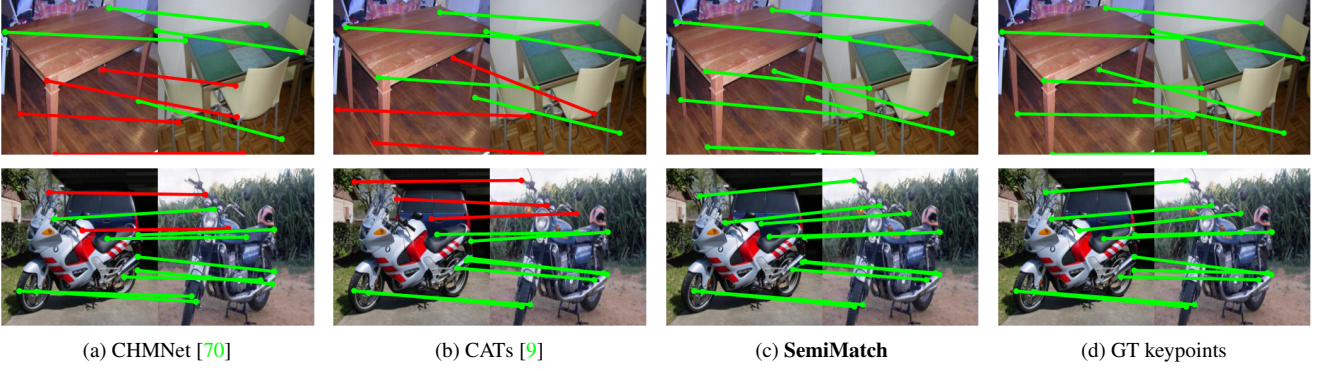 (a) CHMNet [70]
(b) CATs [9]
(c) SemiMatch
(d) GT keypoints